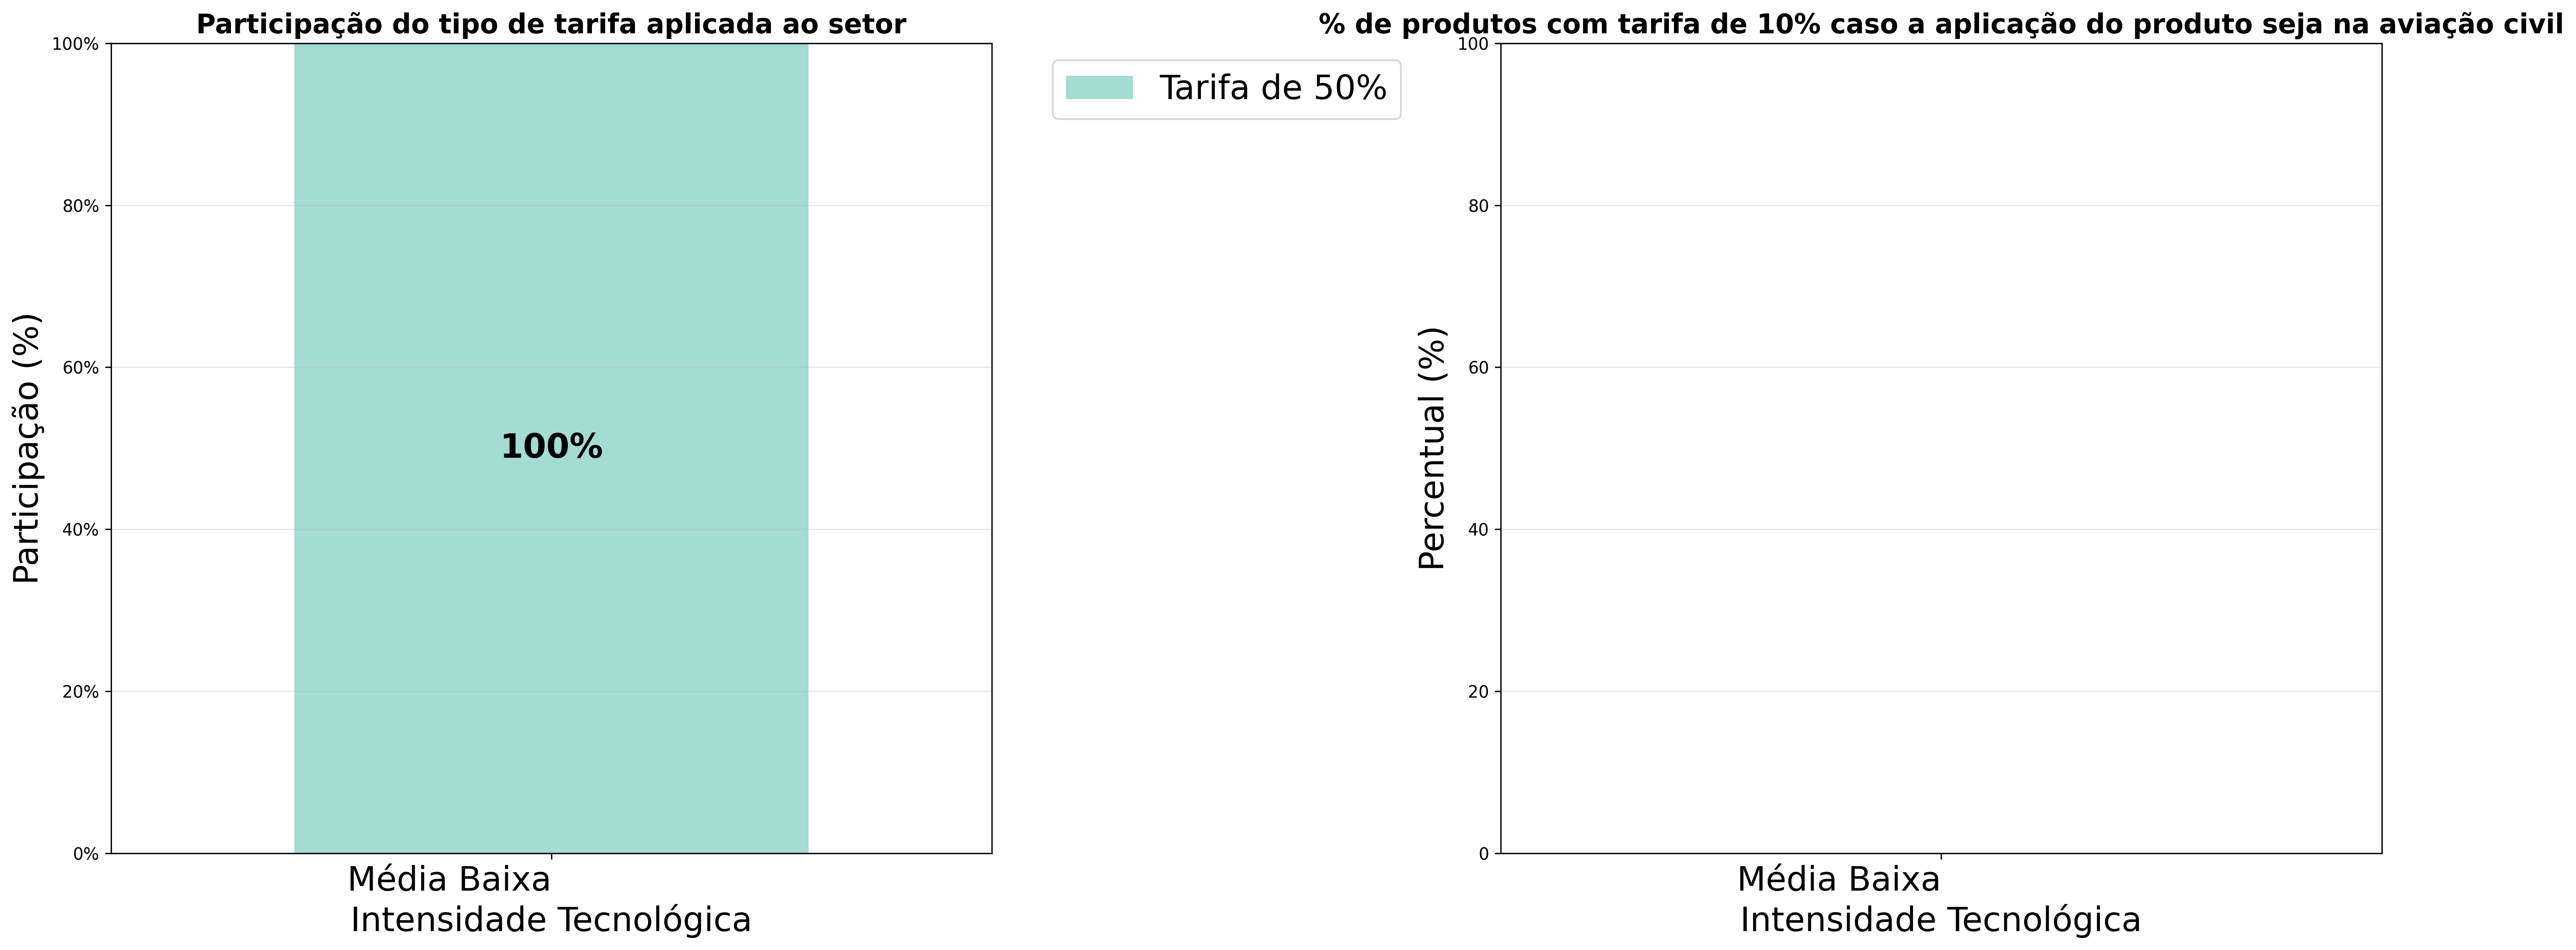 Participação do tipo de tarifa aplicada ao setor
100%
80%
60%
40%
20%
0%
Participação (%)
100%
Média Baixa
Intensidade Tecnológica
Tarifa de 50%
% de produtos com tarifa de 10% caso a aplicação do produto seja na aviação civil
100
80
60
40
20
0
Percentual (%)
Média Baixa
Intensidade Tecnológica